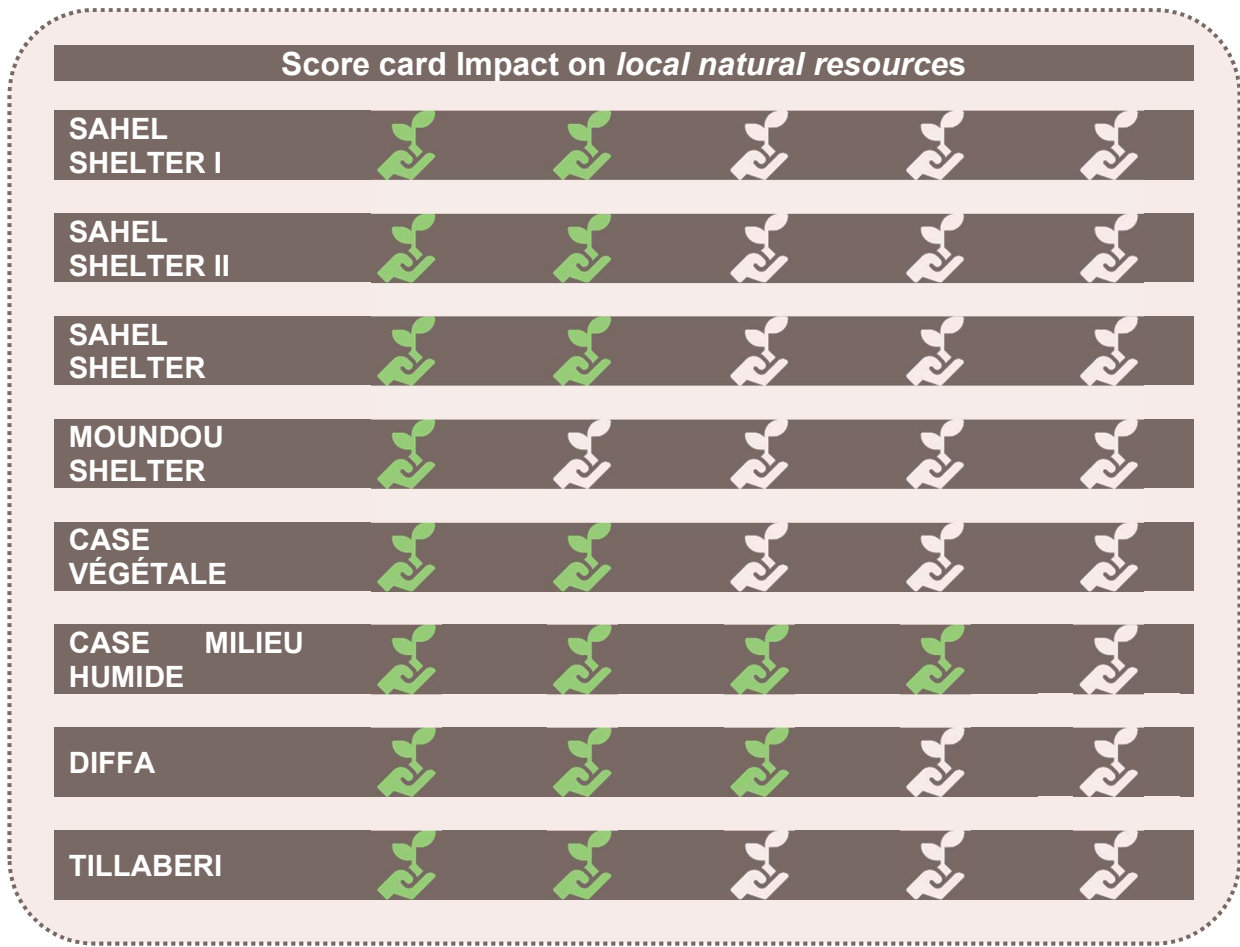 Score card Impact on local natural resources
SAHEL
SHELTER I
SAHEL
SHELTER II
SAHEL
SHELTER
MOUNDOU
SHELTER
CASE
VÉGÉTALE
CASE MILIEU
HUMIDE
DIFFA
TILLABERI